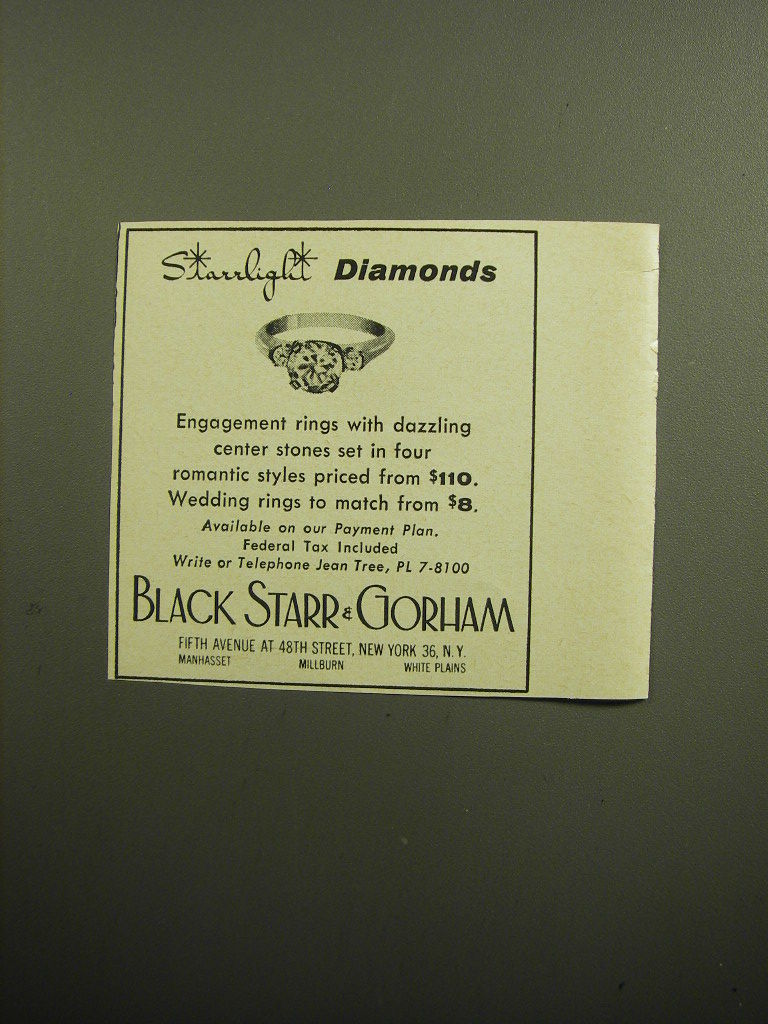 Starrlight Diamonds
Engagement rings with dazzling
center stones set in four
romantic styles priced from $110.
Wedding rings to match from $8.
Available on our Payment Plan.
Federal Tax Included
Write or Telephone Jean Tree, PL 7-8100
BLACK STARR & GORHAM
FIFTH AVENUE AT 48TH STREET, NEW YORK 36, N.Y.
MANHASSET MILLBURN WHITE PLAINS